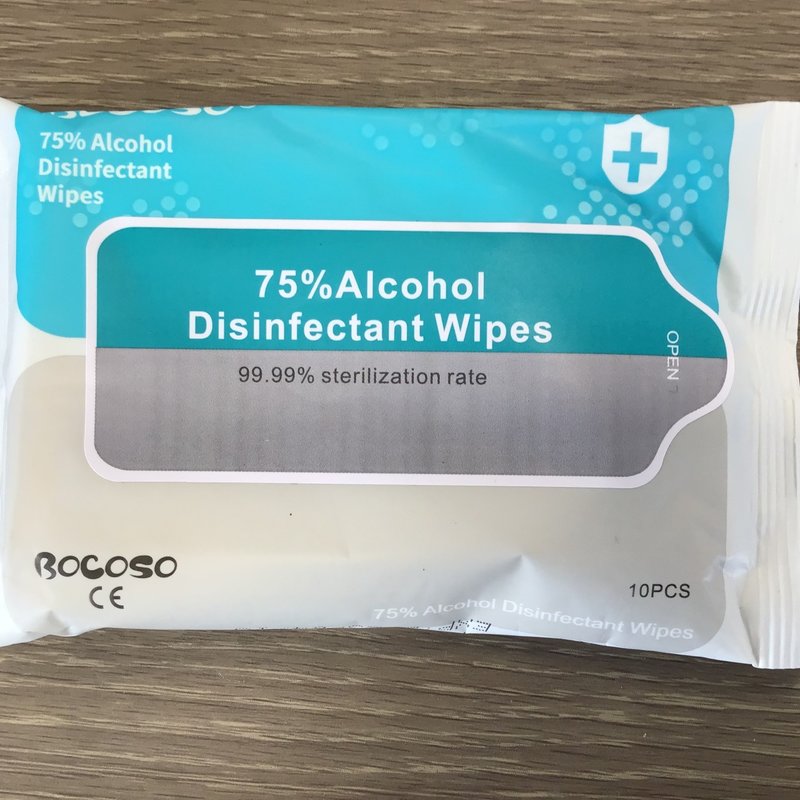 BOCOSO
75% Alcohol
Disinfectant
Wipes
75%Alcohol
Disinfectant Wipes
99.99% sterilization rate
OPEN
BOCOSO
CE
10PCS
75% Alcohol Disinfectant Wipes